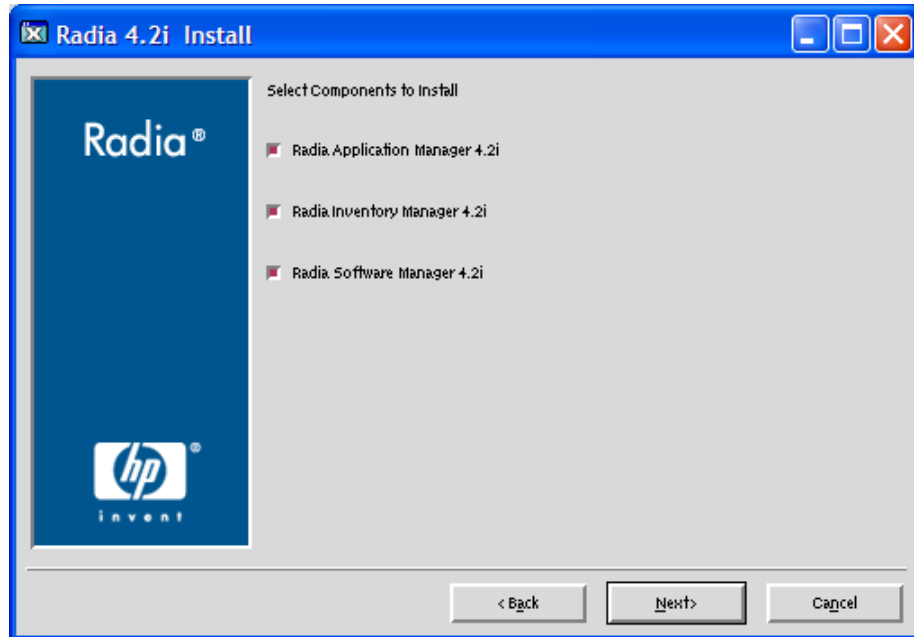 Radia 4.2i Install
Select Components to Install
Radia®
Radia Application Manager 4.2i
Radia Inventory Manager 4.2i
Radia Software Manager 4.2i
hp®
invent
< Back
Next>
Cancel